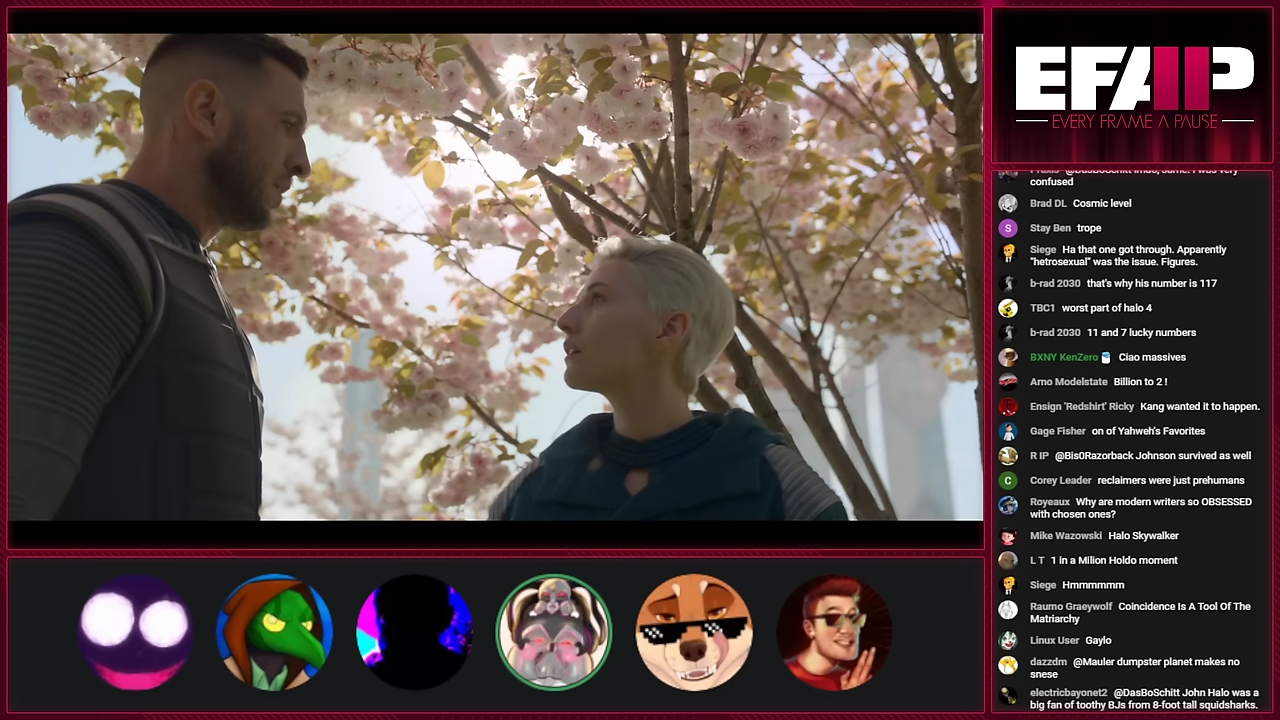 EFAP
EVERY FRAME A PAUSE
Praxis @DasBoSchitt lmao, same. I was very
confused
Brad DL Cosmic level
S Stay Ben trope
Siege Ha that one got through. Apparently
"hetrosexual" was the issue. Figures.
b-rad 2030 that's why his number is 117
TBC1 worst part of halo 4
b-rad 2030 11 and 7 lucky numbers
BXNY KenZero Ciao massives
Arno Modelstate Billion to 2 !
Ensign 'Redshirt' Ricky Kang wanted it to happen.
Gage Fisher on of Yahweh's Favorites
R IP @Bis0Razorback Johnson survived as well
C Corey Leader reclaimers were just prehumans
Royeaux Why are modern writers so OBSESSED
with chosen ones?
Mike Wazowski Halo Skywalker
L T 1 in a Milion Holdo moment
Siege Hmmmmmm
Raumo Graeywolf Coincidence Is A Tool Of The
Matriarchy
Linux User Gaylo
dazzdm @Mauler dumpster planet makes no
snese
electricbayonet2 @DasBoSchitt John Halo was a
big fan of toothy BJs from 8-foot tall squidsharks.